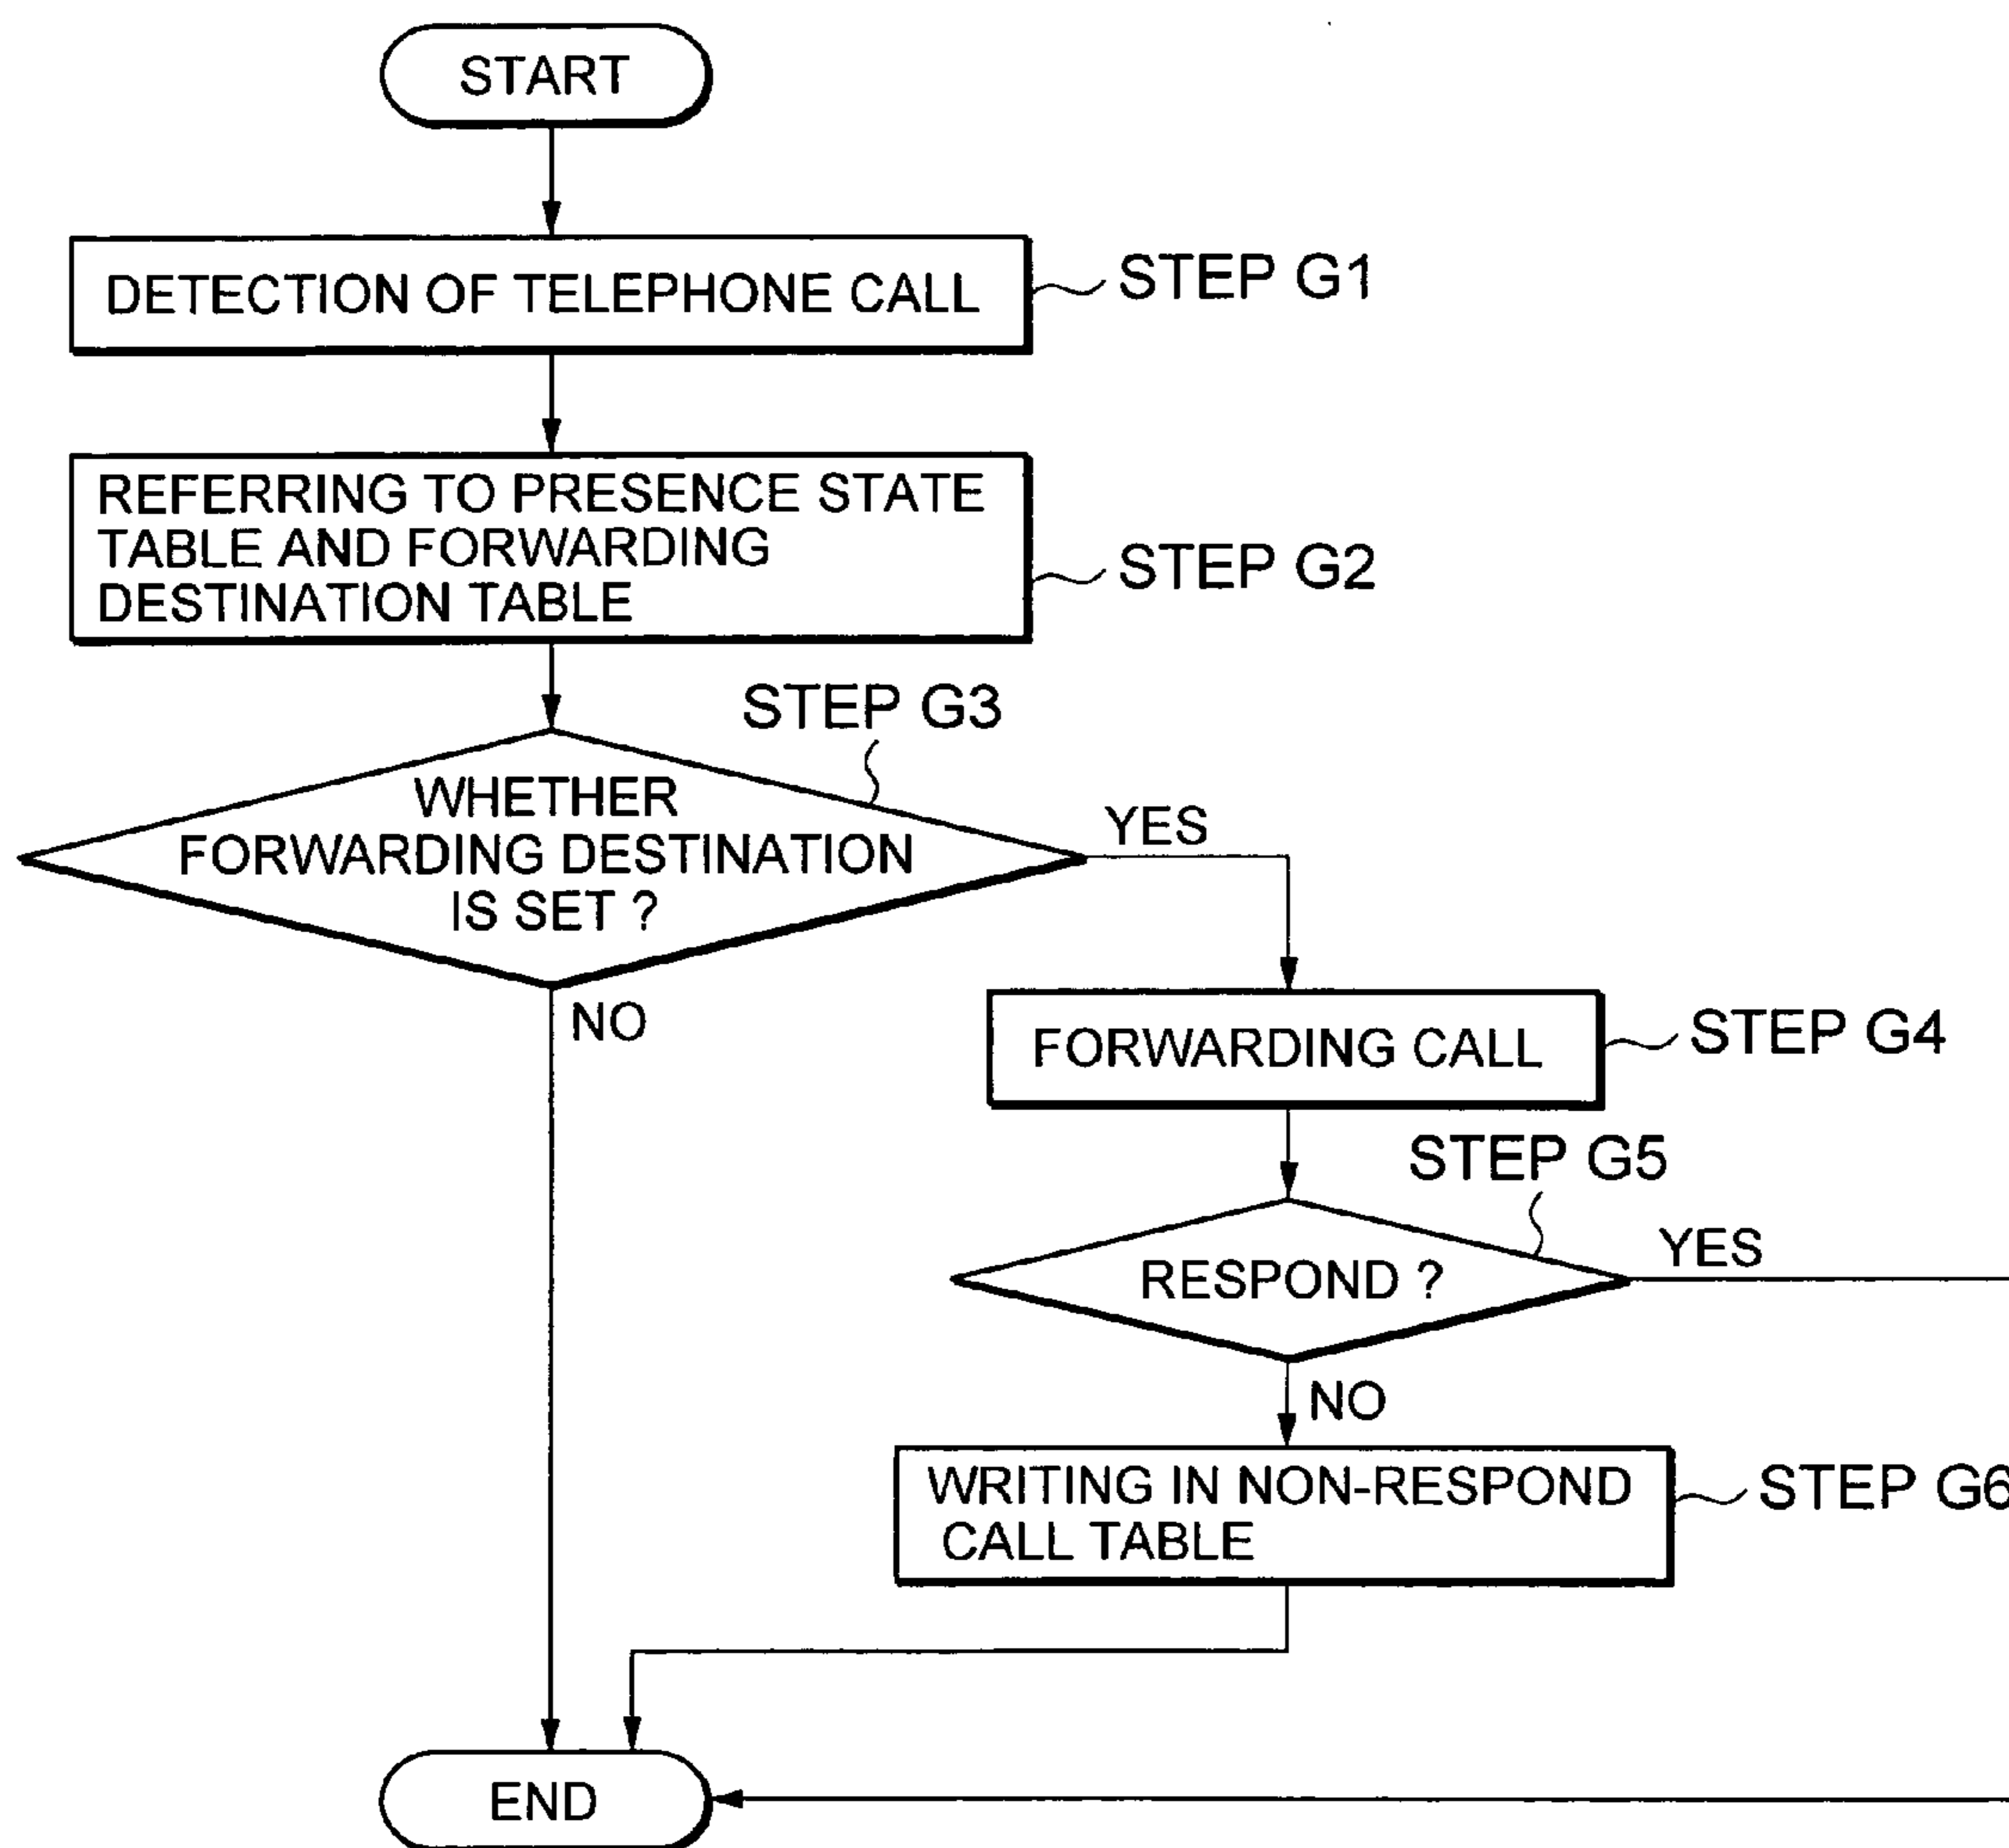 START
DETECTION OF TELEPHONE CALL
STEP G1
REFERRING TO PRESENCE STATE
TABLE AND FORWARDING
DESTINATION TABLE
STEP G2
STEP G3
WHETHER
FORWARDING DESTINATION
IS SET ?
YES
NO
FORWARDING CALL
STEP G4
STEP G5
RESPOND ?
YES
NO
WRITING IN NON-RESPOND
CALL TABLE
STEP G6
END